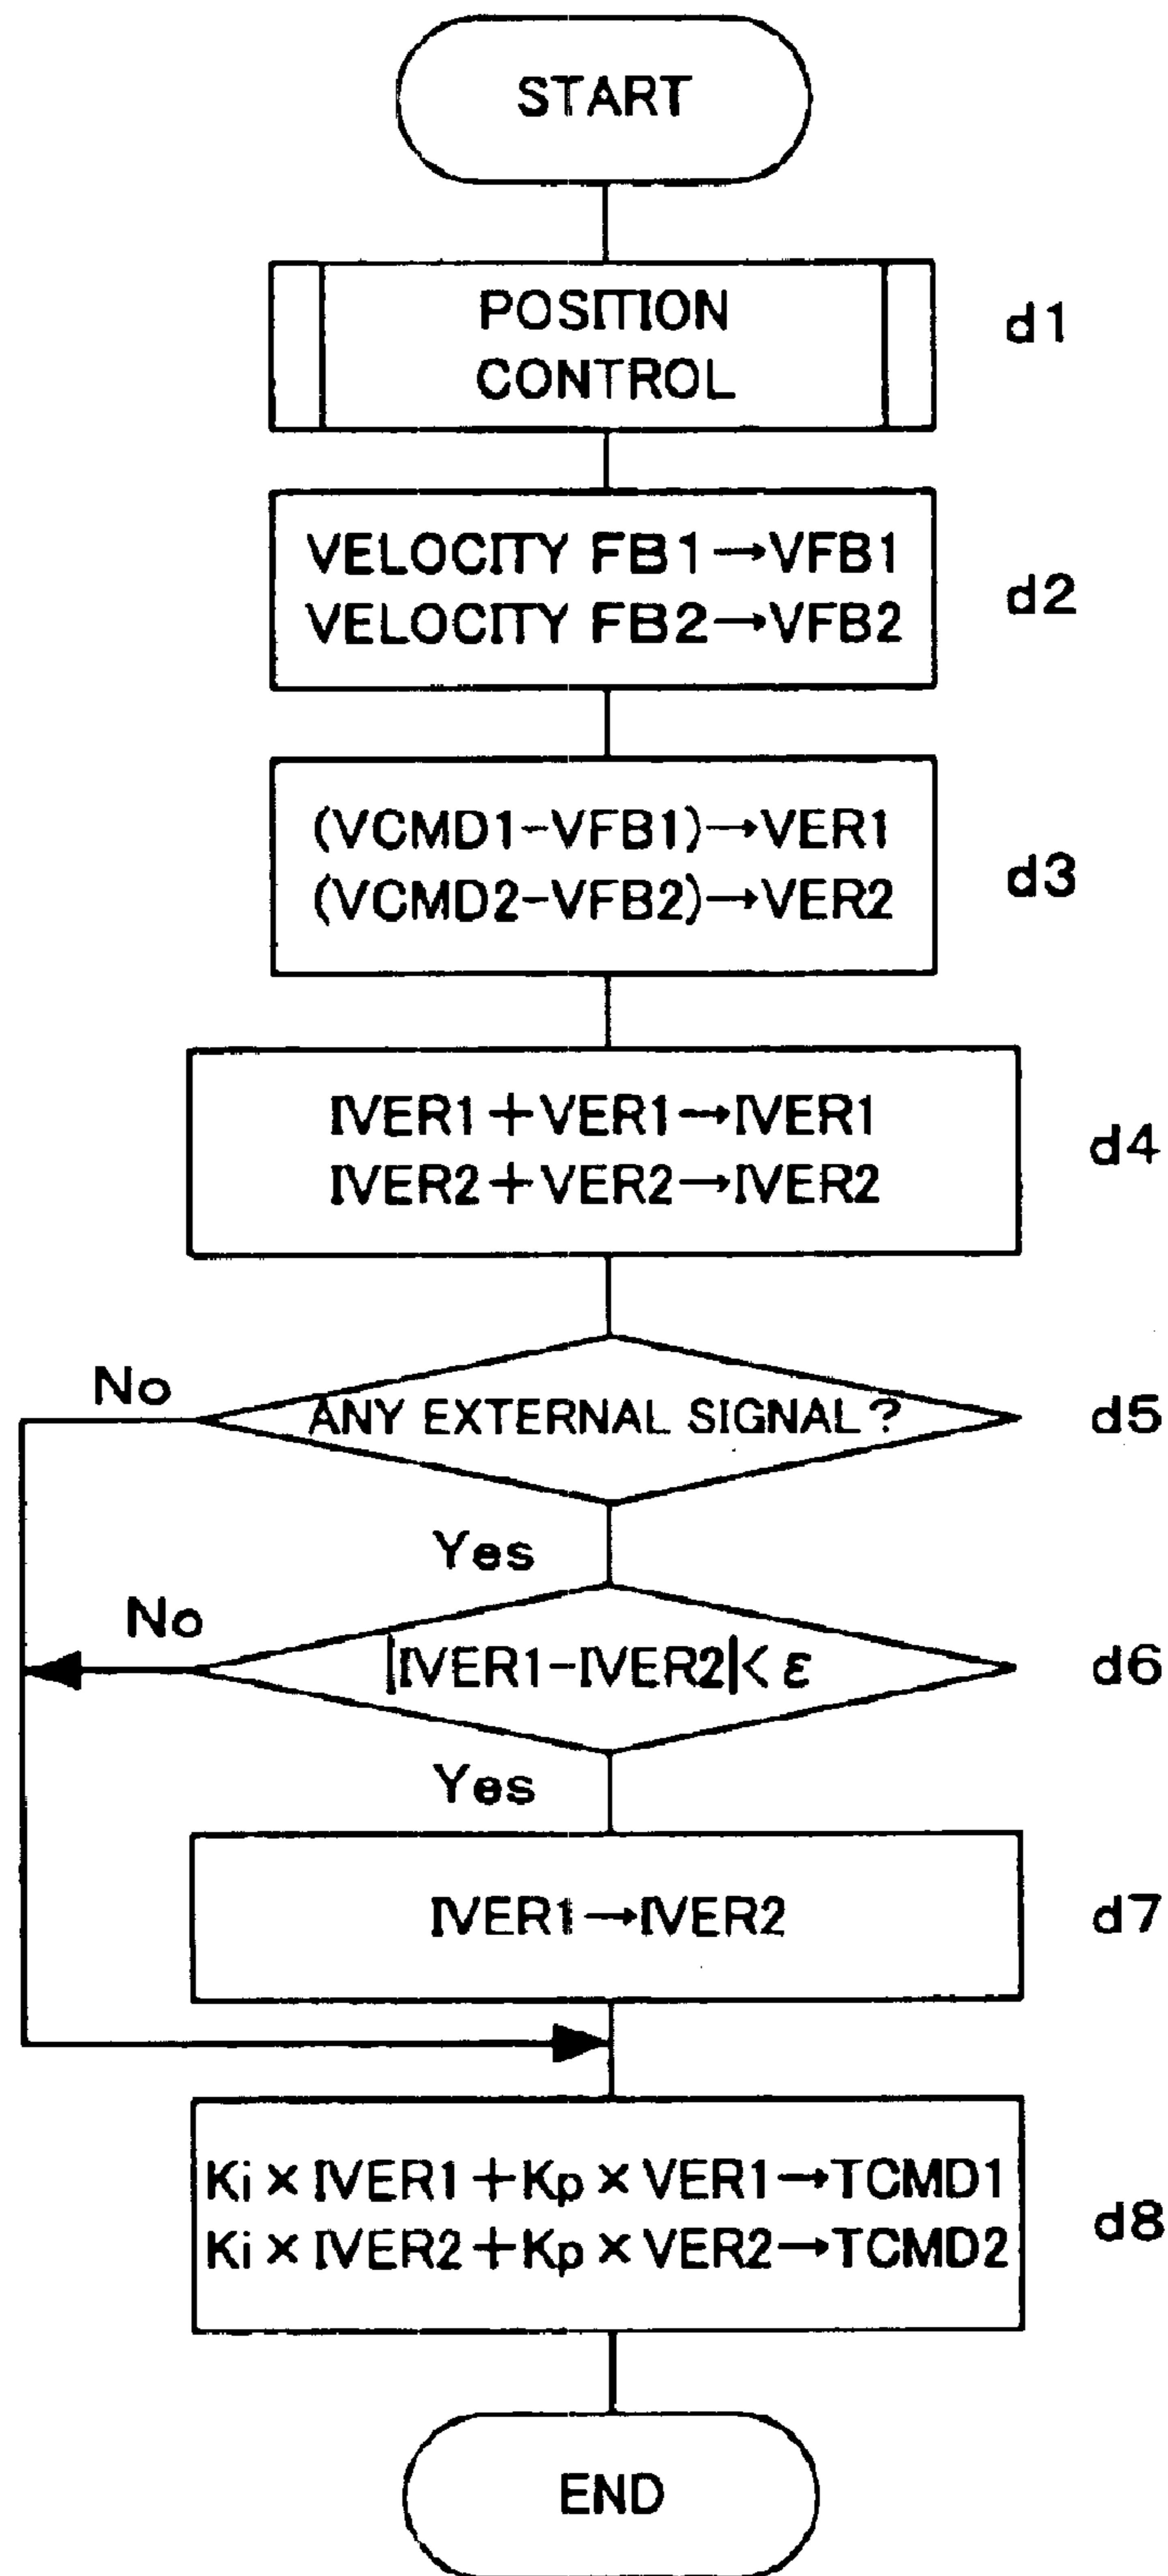 START
POSITION
CONTROL
d1
VELOCITY FB1→VFB1
VELOCITY FB2→VFB2
d2
(VCMD1-VFB1)→VER1
(VCMD2-VFB2)→VER2
d3
IVER1+VER1→IVER1
IVER2+VER2→IVER2
d4
No
ANY EXTERNAL SIGNAL?
d5
Yes
No
|IVER1-IVER2|< ε
d6
Yes
IVER1→IVER2
d7
Ki × IVER1+Kp × VER1→TCMD1
Ki × IVER2+Kp × VER2→TCMD2
d8
END